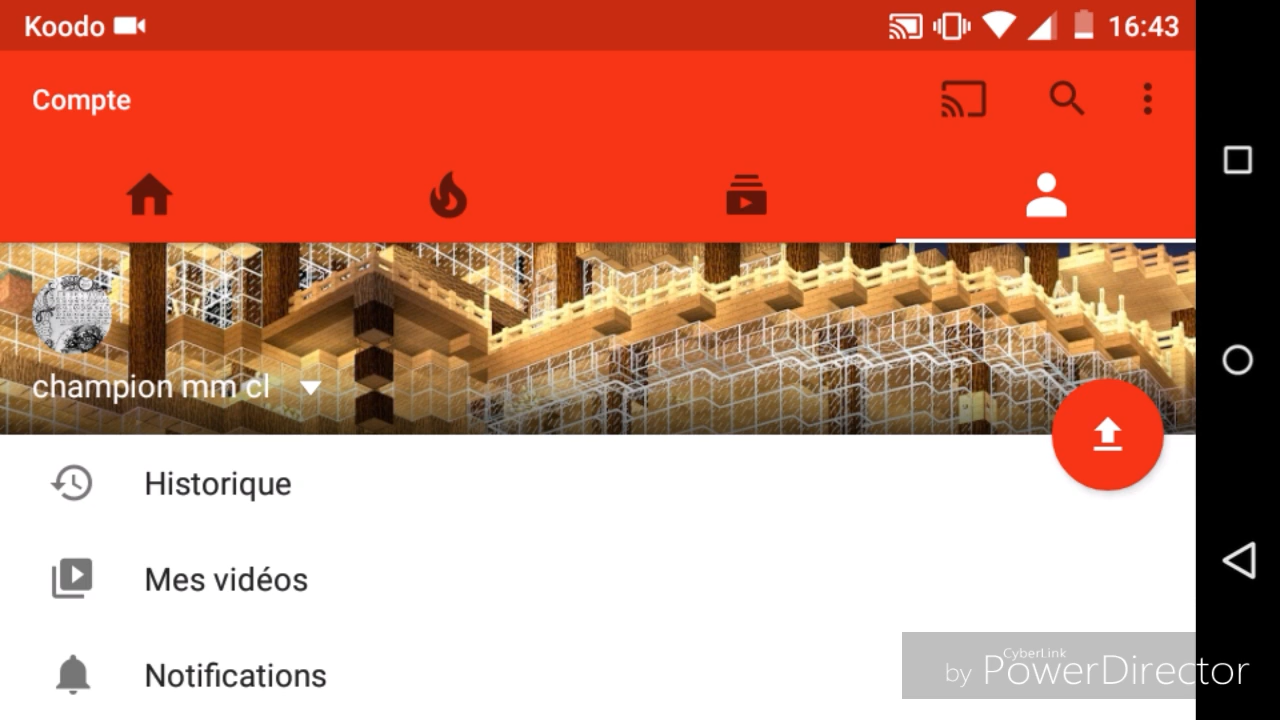 Koodo 16:43
Compte
champion mm cl
Historique
Mes vidéos
Notifications
CyberLink
by PowerDirector